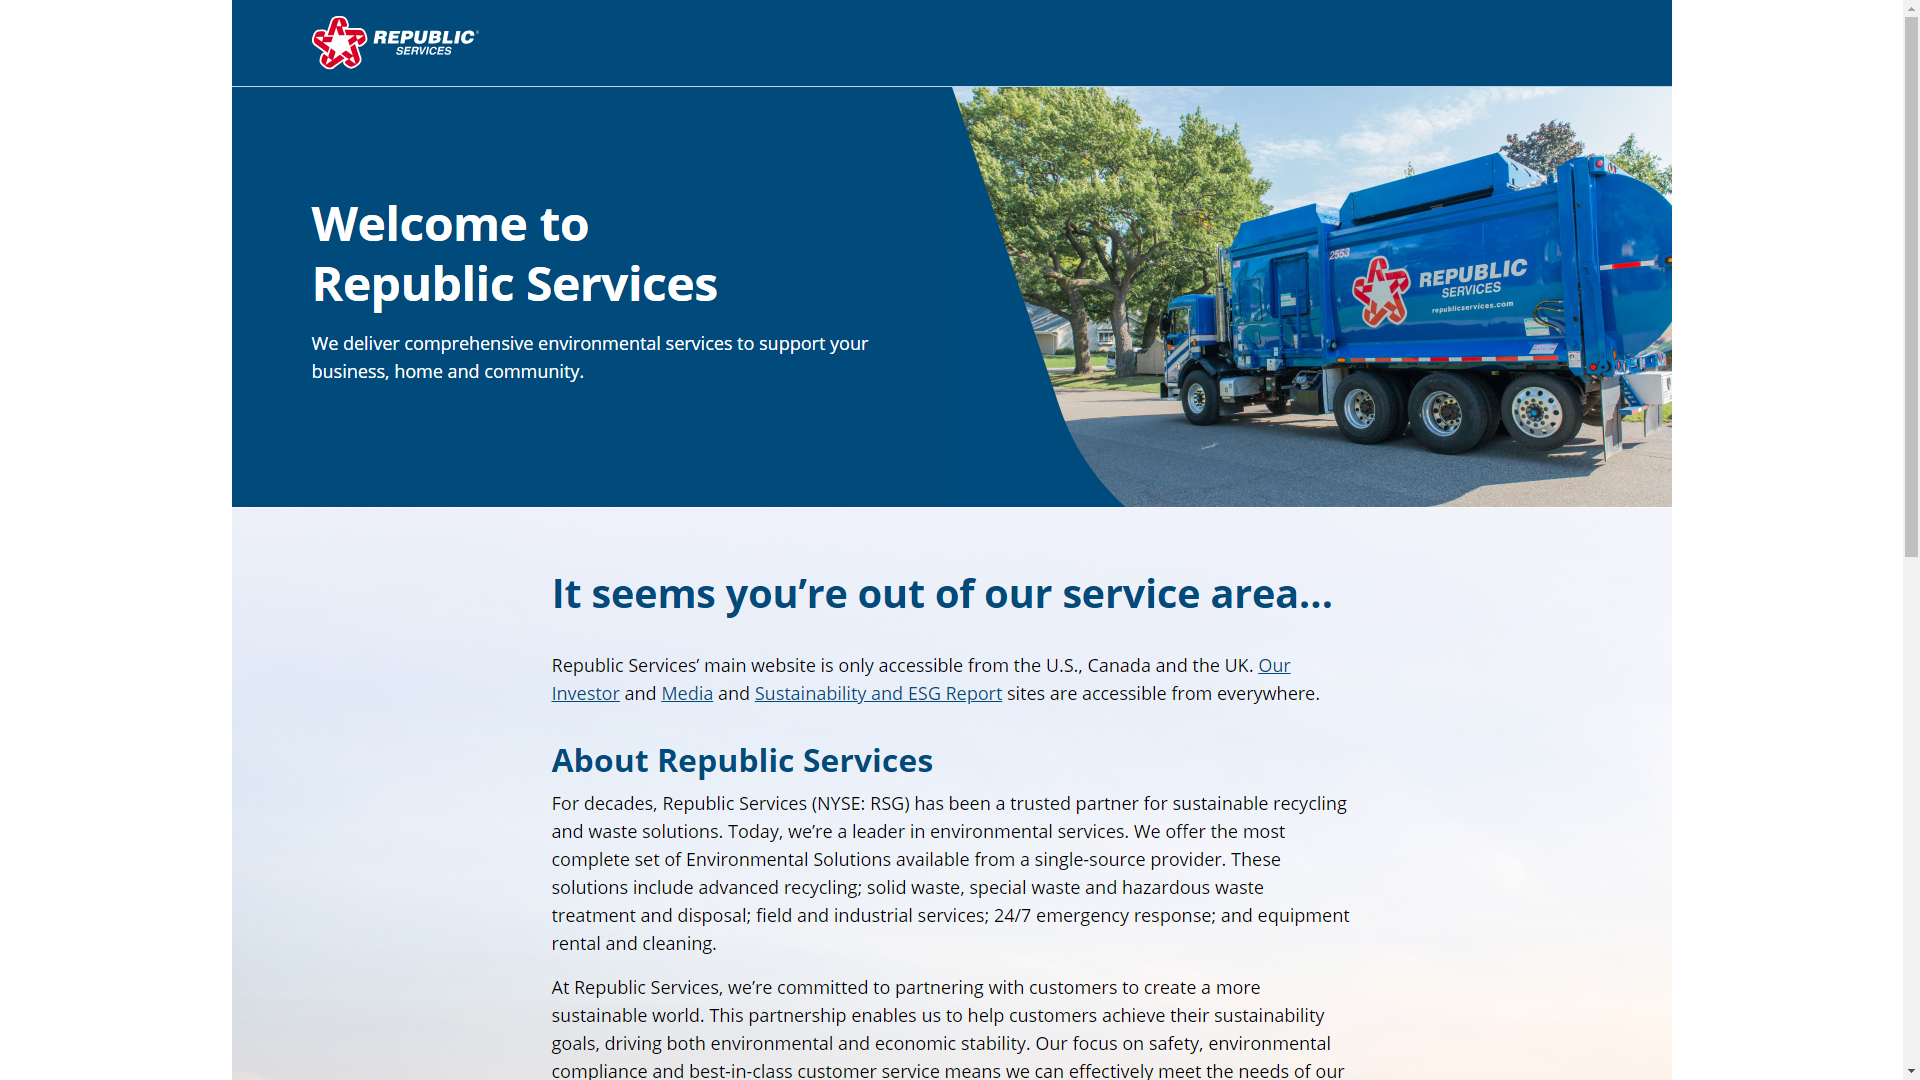 REPUBLIC
SERVICES
Welcome to
Republic Services
We deliver comprehensive environmental services to support your
business, home and community.
2553
REPUBLIC
SERVICES
republicservices.com
It seems you’re out of our service area...
Republic Services’ main website is only accessible from the U.S., Canada and the UK. Our
Investor and Media and Sustainability and ESG Report sites are accessible from everywhere.
About Republic Services
For decades, Republic Services (NYSE: RSG) has been a trusted partner for sustainable recycling
and waste solutions. Today, we’re a leader in environmental services. We offer the most
complete set of Environmental Solutions available from a single-source provider. These
solutions include advanced recycling; solid waste, special waste and hazardous waste
treatment and disposal; field and industrial services; 24/7 emergency response; and equipment
rental and cleaning.
At Republic Services, we’re committed to partnering with customers to create a more
sustainable world. This partnership enables us to help customers achieve their sustainability
goals, driving both environmental and economic stability. Our focus on safety, environmental
compliance and best-in-class customer service means we can effectively meet the needs of our